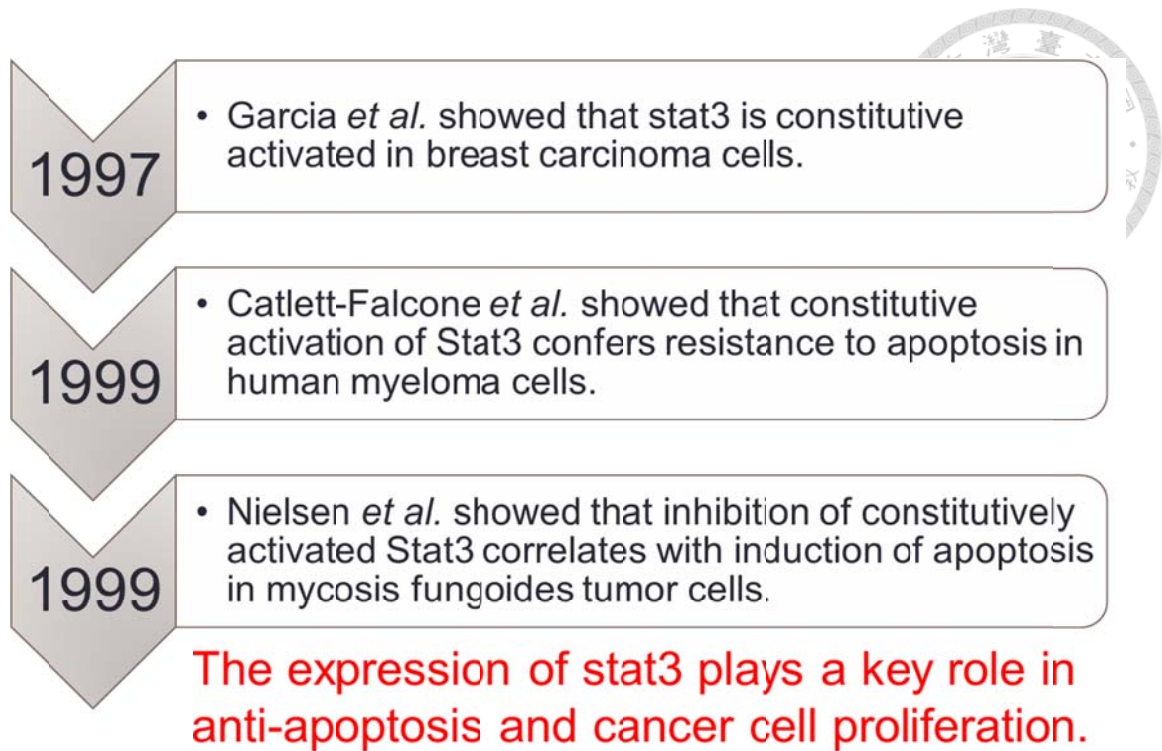 灣 臺
1997
• Garcia et al. showed that stat3 is constitutive
activated in breast carcinoma cells.
1999
• Catlett-Falcone et al. showed that constitutive
activation of Stat3 confers resistance to apoptosis in
human myeloma cells.
1999
• Nielsen et al. showed that inhibition of constitutively
activated Stat3 correlates with induction of apoptosis
in mycosis fungoides tumor cells.
The expression of stat3 plays a key role in
anti-apoptosis and cancer cell proliferation.